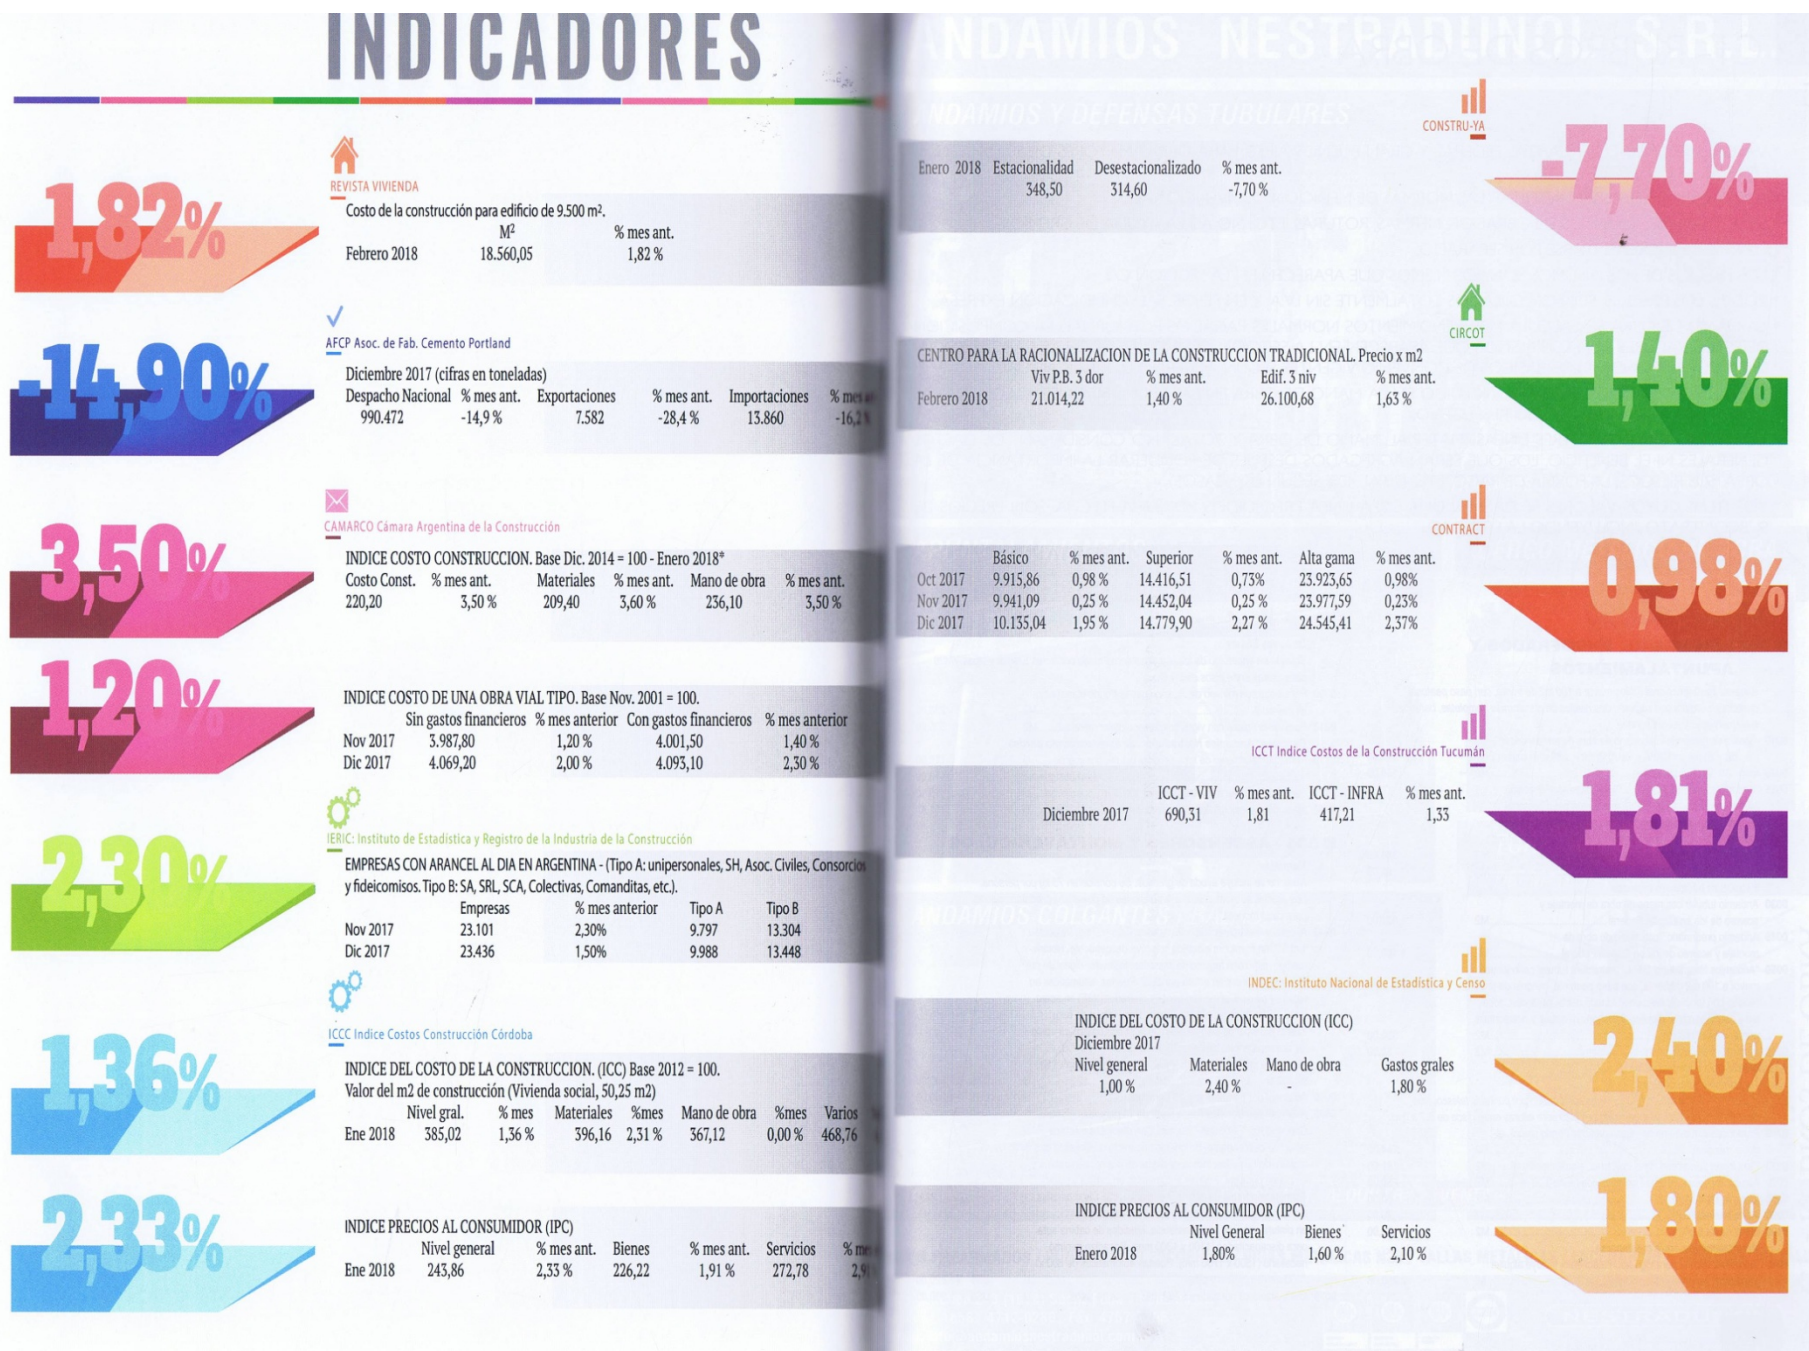 INDICADORES
1,82%
REVISTA VIVIENDA
Costo de la construcción para edificio de 9.500 m².
M² % mes ant.
Febrero 2018 18.560,05 1,82 %
-14,90%
AFCP Asoc. de Fab. Cemento Portland
Diciembre 2017 (cifras en toneladas)
Despacho Nacional % mes ant. Exportaciones % mes ant. Importaciones % mes
990.472 -14,9 % 7.582 -28,4 % 13.860 -16,2
3,50%
CAMARCO Cámara Argentina de la Construcción
INDICE COSTO CONSTRUCCION. Base Dic. 2014 = 100 - Enero 2018*
Costo Const. % mes ant. Materiales % mes ant. Mano de obra % mes ant.
220,20 3,50 % 209,40 3,60 % 236,10 3,50 %
1,20%
INDICE COSTO DE UNA OBRA VIAL TIPO. Base Nov. 2001 = 100.
Sin gastos financieros % mes anterior Con gastos financieros % mes anterior
Nov 2017 3.987,80 1,20 % 4.001,50 1,40 %
Dic 2017 4.069,20 2,00 % 4.093,10 2,30 %
2,30%
IERIC: Instituto de Estadística y Registro de la Industria de la Construcción
EMPRESAS CON ARANCEL AL DIA EN ARGENTINA - (Tipo A: unipersonales, SH, Asoc. Civiles, Consorcios
y fideicomisos. Tipo B: SA, SRL, SCA, Colectivas, Comanditas, etc.).
Empresas % mes anterior Tipo A Tipo B
Nov 2017 23.101 2,30% 9.797 13.304
Dic 2017 23.436 1,50% 9.988 13.448
1,36%
ICCC Indice Costos Construcción Córdoba
INDICE DEL COSTO DE LA CONSTRUCCION. (ICC) Base 2012 = 100.
Valor del m2 de construcción (Vivienda social, 50,25 m2)
Nivel gral. % mes Materiales %mes Mano de obra %mes Varios
Ene 2018 385,02 1,36 % 396,16 2,31 % 367,12 0,00 % 468,76
2,33%
INDICE PRECIOS AL CONSUMIDOR (IPC)
Nivel general % mes ant. Bienes % mes ant. Servicios %
Ene 2018 243,86 2,33 % 226,22 1,91 % 272,78 2,91
ANDAMIOS NESTRADUNOL S.R.L.
ANDAMIOS Y DEFENSAS TUBULARES
CONSTRU-YA
-7,70%
Enero 2018 Estacionalidad Desestacionalizado % mes ant.
348,50 314,60 -7,70 %
CIRCOT
1,40%
CENTRO PARA LA RACIONALIZACION DE LA CONSTRUCCION TRADICIONAL. Precio x m2
Viv P.B. 3 dor % mes ant. Edif. 3 niv % mes ant.
Febrero 2018 21.014,22 1,40 % 26.100,68 1,63 %
CONTRACT
0,98%
Básico % mes ant. Superior % mes ant. Alta gama % mes ant.
Oct 2017 9.915,86 0,98 % 14.416,51 0,73% 23.923,65 0,98%
Nov 2017 9.941,09 0,25 % 14.452,04 0,25 % 23.977,59 0,23%
Dic 2017 10.135,04 1,95 % 14.779,90 2,27 % 24.545,41 2,37%
ICCT Indice Costos de la Construcción Tucumán
1,81%
ICCT - VIV % mes ant. ICCT - INFRA % mes ant.
Diciembre 2017 690,31 1,81 417,21 1,33
ANDAMIOS COLGANTES
INDEC: Instituto Nacional de Estadística y Censo
2,40%
INDICE DEL COSTO DE LA CONSTRUCCION (ICC)
Diciembre 2017
Nivel general Materiales Mano de obra Gastos grales
1,00 % 2,40 % - 1,80 %
1,80%
INDICE PRECIOS AL CONSUMIDOR (IPC)
Nivel General Bienes Servicios
Enero 2018 1,80% 1,60 % 2,10 %